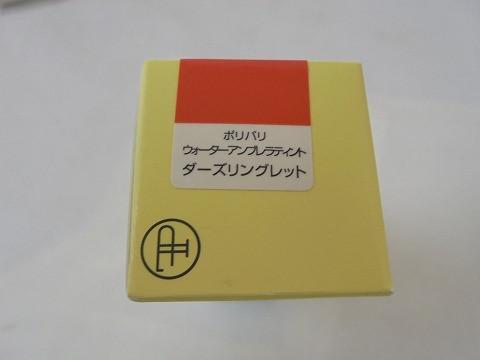 ポリパリ
ウォーターアンブレラティント
ダーズリングレット